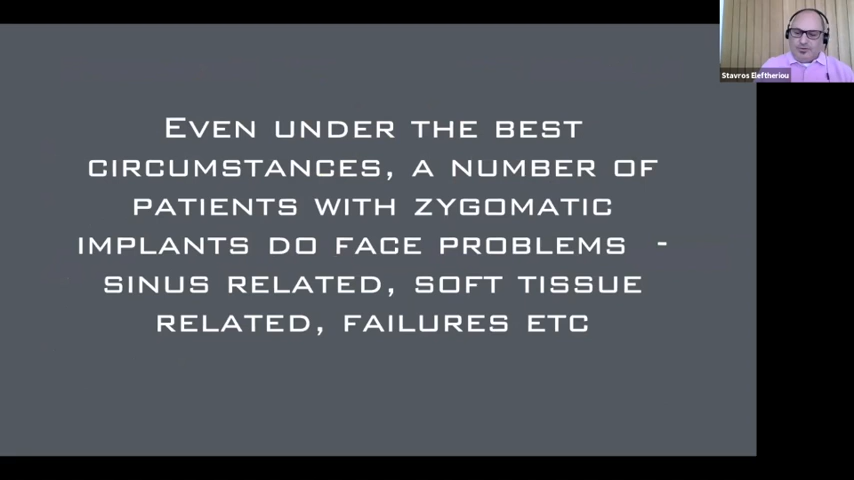 Stavros Eleftheriou
EVEN UNDER THE BEST
CIRCUMSTANCES, A NUMBER OF
PATIENTS WITH ZYGOMATIC
IMPLANTS DO FACE PROBLEMS -
SINUS RELATED, SOFT TISSUE
RELATED, FAILURES ETC